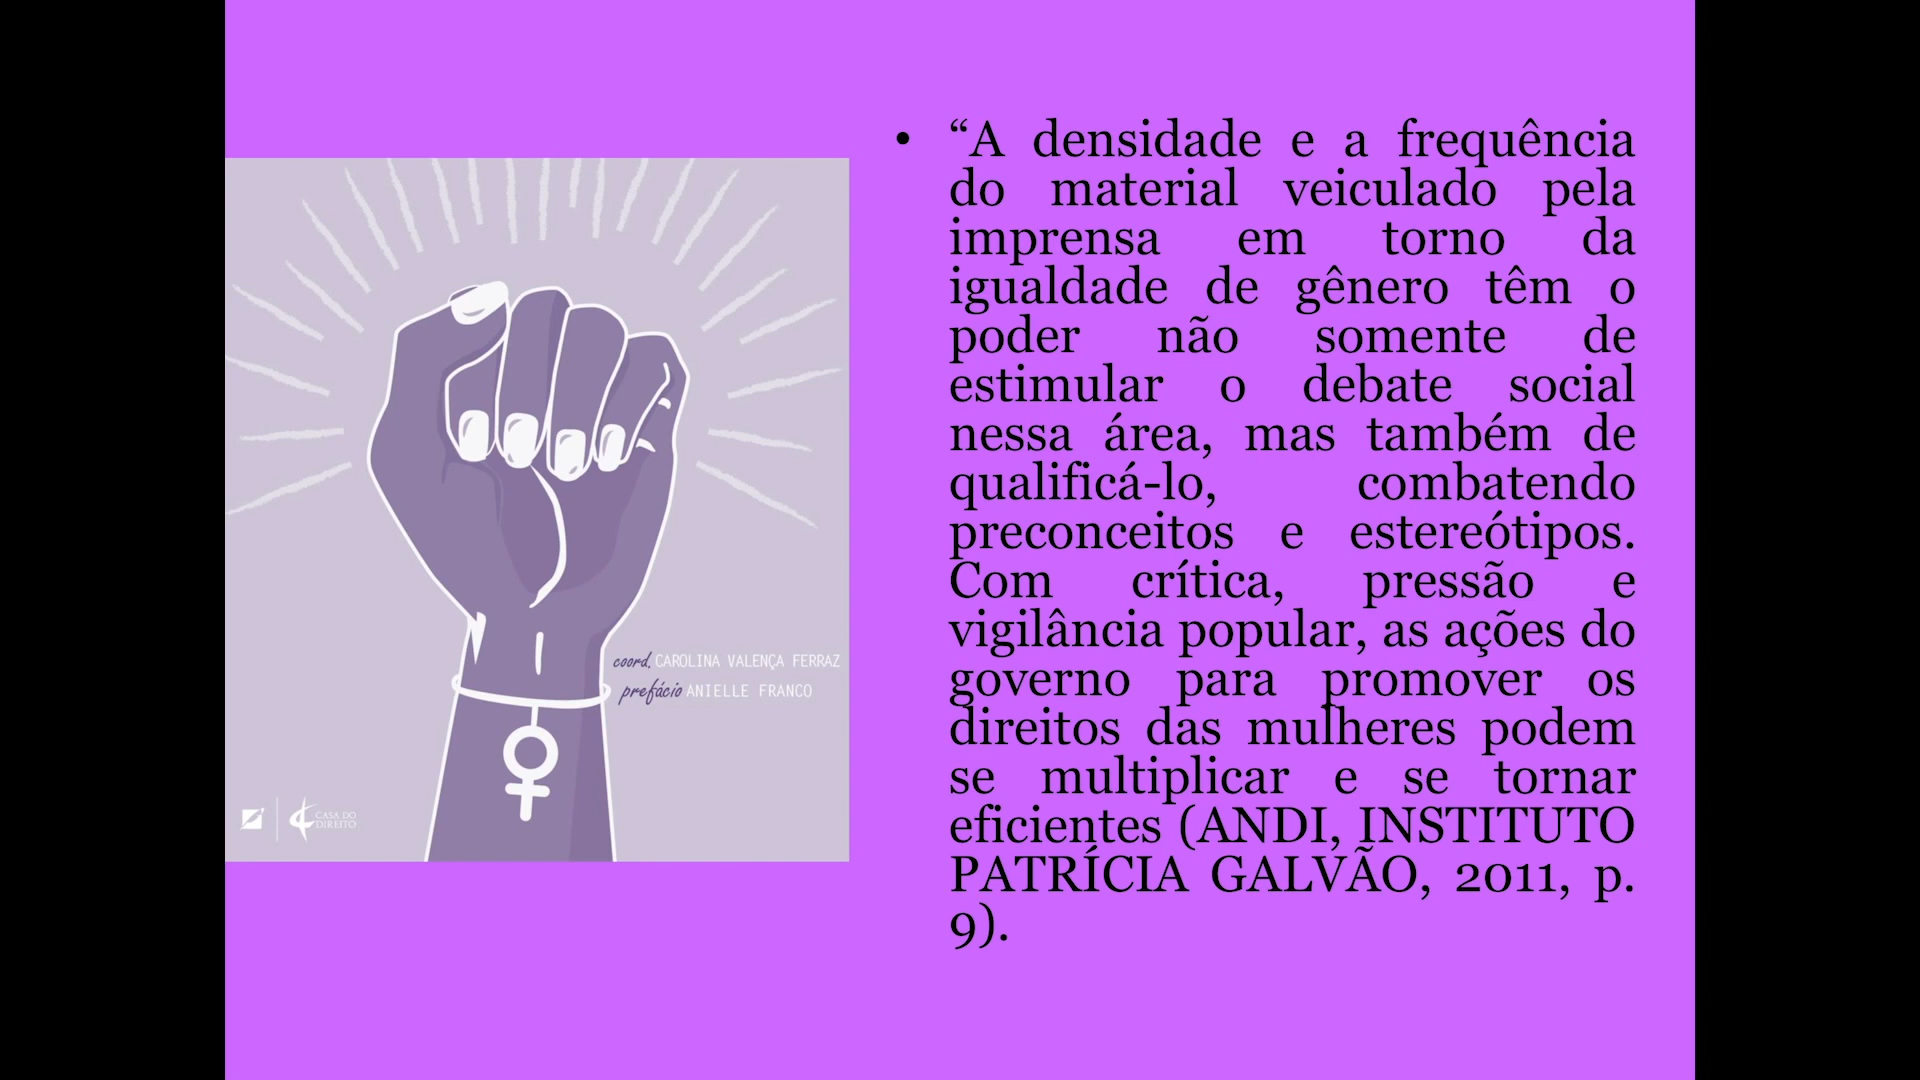 coord. CAROLINA VALENÇA FERRAZ
prefácio ANIELLE FRANCO
CASA DO
DIREITO
• “A densidade e a frequência
do material veiculado pela
imprensa em torno da
igualdade de gênero têm o
poder não somente de
estimular o debate social
nessa área, mas também de
qualificá-lo, combatendo
preconceitos e estereótipos.
Com crítica, pressão e
vigilância popular, as ações do
governo para promover os
direitos das mulheres podem
se multiplicar e se tornar
eficientes (ANDI, INSTITUTO
PATRÍCIA GALVÃO, 2011, p.
9).